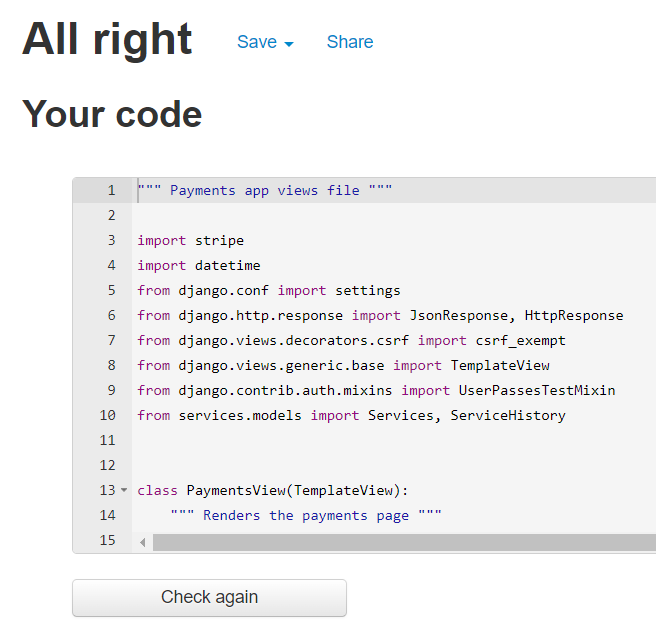 All right Save Share
Your code
1 """ Payments app views file """
2
3 import stripe
4 import datetime
5 from django.conf import settings
6 from django.http.response import JsonResponse, HttpResponse
7 from django.views.decorators.csrf import csrf_exempt
8 from django.views.generic.base import TemplateView
9 from django.contrib.auth.mixins import UserPassesTestMixin
10 from services.models import Services, ServiceHistory
11
12
13 class PaymentsView(TemplateView):
14 """ Renders the payments page """
15
Check again